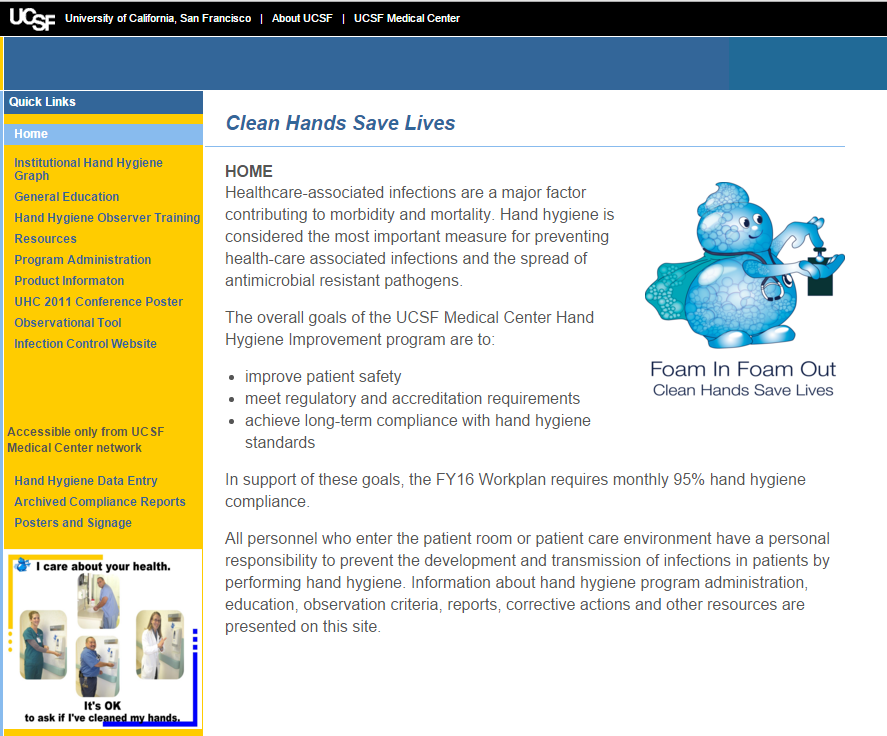 UCSF University of California, San Francisco | About UCSF | UCSF Medical Center
Quick Links
Home
Institutional Hand Hygiene
Graph
General Education
Hand Hygiene Observer Training
Resources
Program Administration
Product Informaton
UHC 2011 Conference Poster
Observational Tool
Infection Control Website
Accessible only from UCSF
Medical Center network
Hand Hygiene Data Entry
Archived Compliance Reports
Posters and Signage
I care about your health.
It's OK
to ask if I've cleaned my hands.
Clean Hands Save Lives
HOME
Healthcare-associated infections are a major factor
contributing to morbidity and mortality. Hand hygiene is
considered the most important measure for preventing
health-care associated infections and the spread of
antimicrobial resistant pathogens.
The overall goals of the UCSF Medical Center Hand
Hygiene Improvement program are to:
• improve patient safety
• meet regulatory and accreditation requirements
• achieve long-term compliance with hand hygiene
standards
Foam In Foam Out
Clean Hands Save Lives
In support of these goals, the FY16 Workplan requires monthly 95% hand hygiene
compliance.
All personnel who enter the patient room or patient care environment have a personal
responsibility to prevent the development and transmission of infections in patients by
performing hand hygiene. Information about hand hygiene program administration,
education, observation criteria, reports, corrective actions and other resources are
presented on this site.